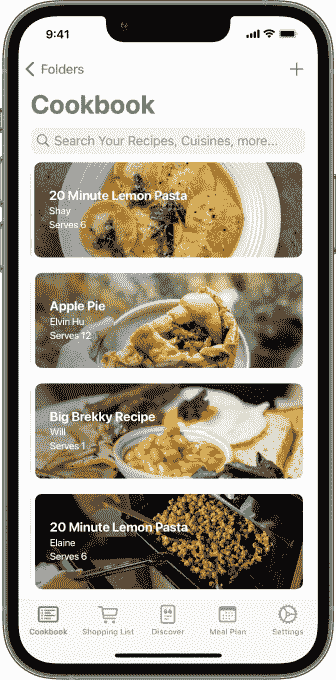 9:41
Folders
Cookbook
Search Your Recipes, Cuisines, more...
20 Minute Lemon Pasta
Shay
Serves 6
Apple Pie
Elvin Hu
Serves 12
Big Brekky Recipe
Will
Serves 1
20 Minute Lemon Pasta
Elaine
Serves 6
Cookbook Shopping List Discover Meal Plan Settings